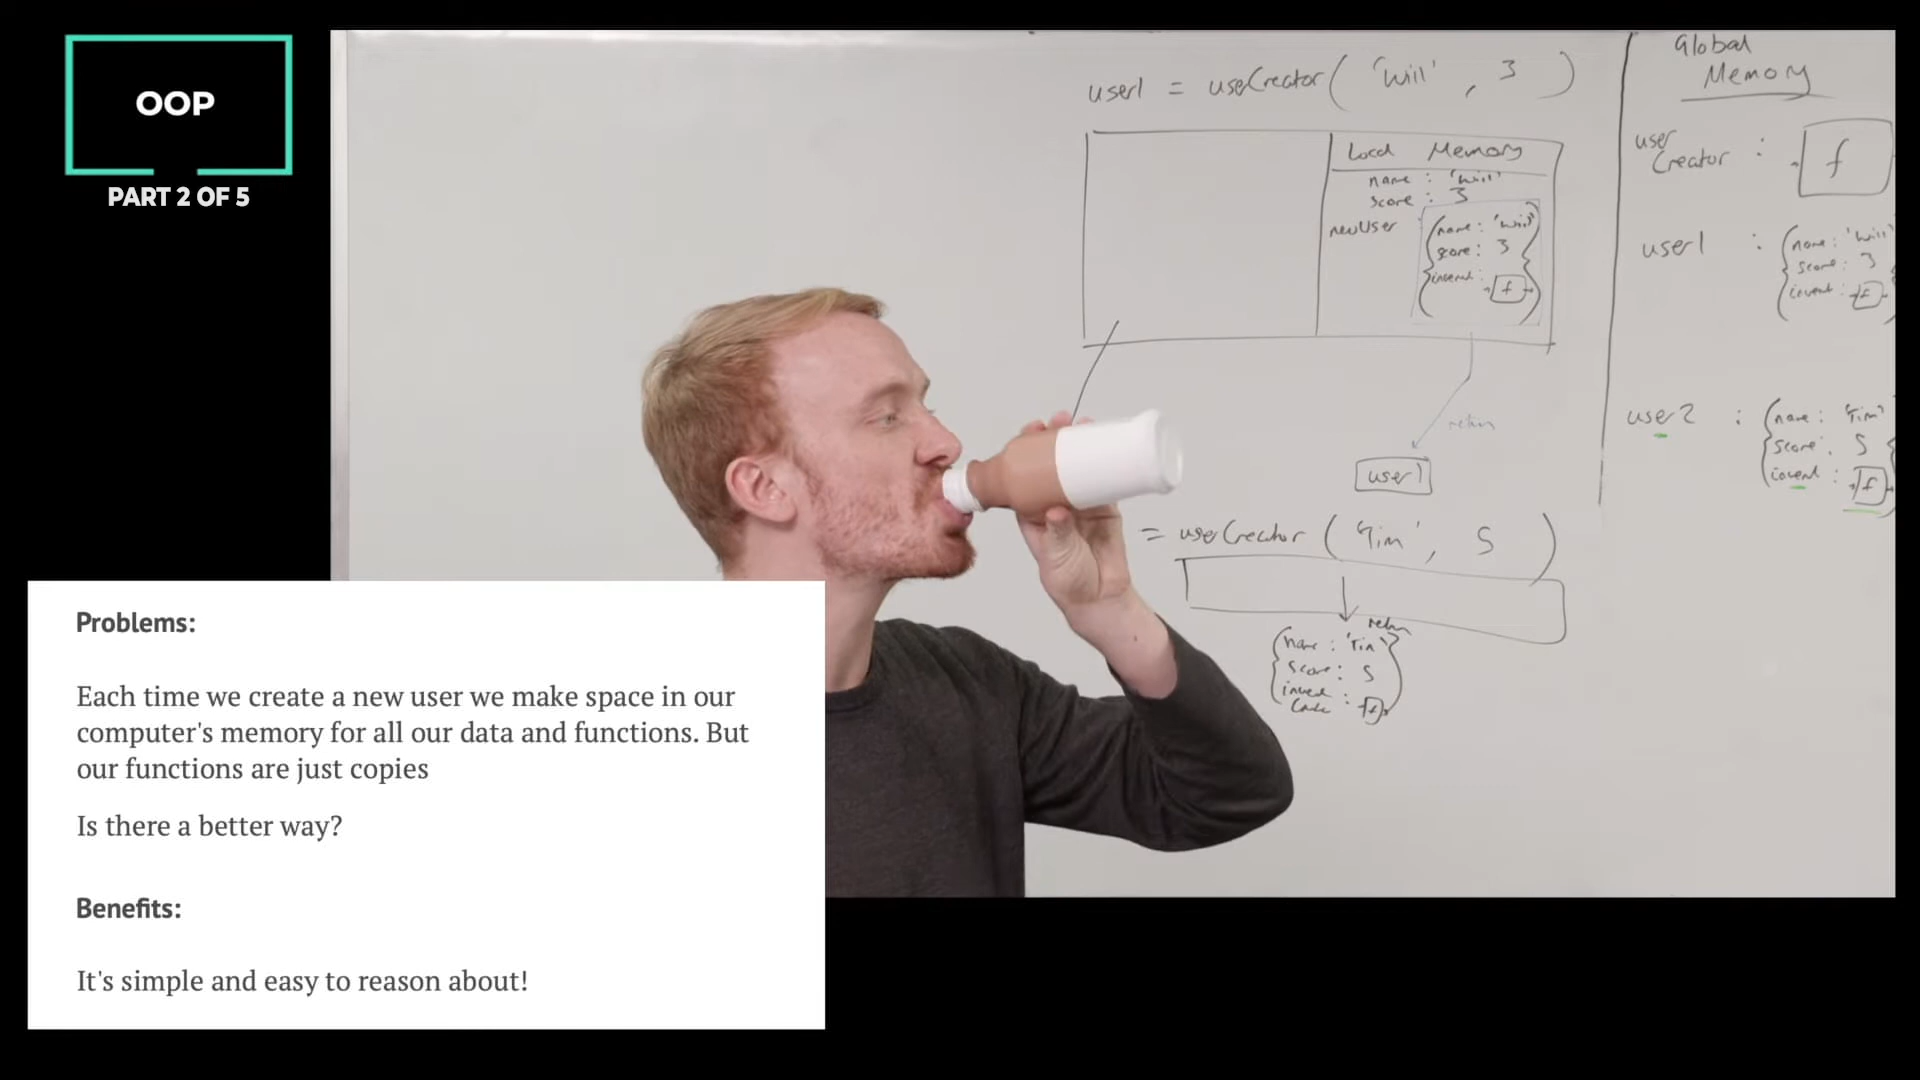 OOP
PART 2 OF 5
user1 = userCreator( 'Will' , 3 )
Local Memory
name : 'Will'
score : 3
newUser :
name : 'Will'
score : 3
increment :
f
return
user1
= userCreator ( 'Tim' , 5 )
return
name : 'Tim'
score : 5
f
Global
Memory
user
Creator :
f
user1 :
name : 'Will'
score : 3
f
user2 :
name : 'Tim'
score : 5
f
Problems:
Each time we create a new user we make space in our
computer's memory for all our data and functions. But
our functions are just copies
Is there a better way?
Benefits:
It's simple and easy to reason about!